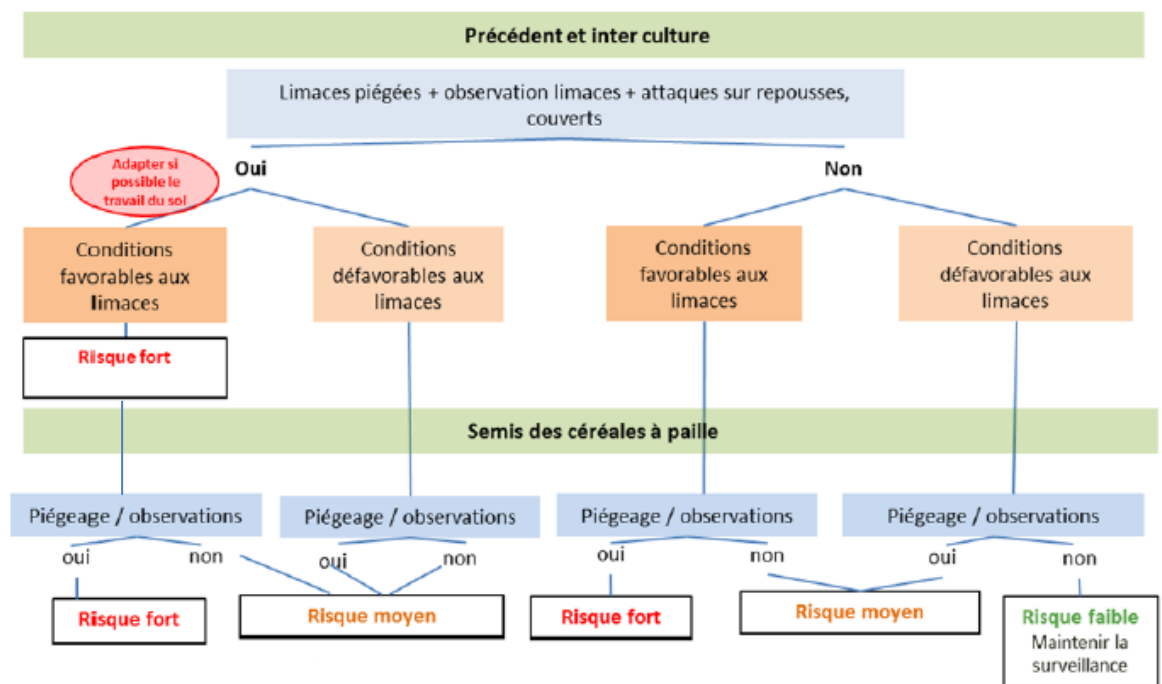 Précédent et inter culture
Limaces piégées + observation limaces + attaques sur repousses,
couverts
Adapter si
possible le
travail du sol
Oui
Non
Conditions
favorables aux
limaces
Conditions
défavorables aux
limaces
Conditions
favorables aux
limaces
Conditions
défavorables aux
limaces
Risque fort
Semis des céréales à paille
Piégeage / observations
Piégeage / observations
Piégeage / observations
Piégeage / observations
oui
non
oui
non
oui
non
oui
non
Risque fort
Risque moyen
Risque fort
Risque moyen
Risque faible
Maintenir la
surveillance